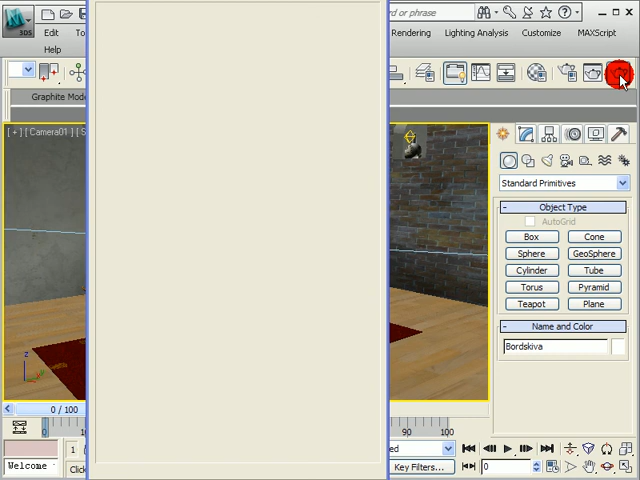 3DS
rd or phrase
Edit
To
Rendering
Lighting Analysis
Customize
MAXScript
Help
Graphite Mode
[ + ] [ Camera01 ] [ S
Standard Primitives
- Object Type
AutoGrid
Box
Cone
Sphere
GeoSphere
Cylinder
Tube
Torus
Pyramid
Teapot
Plane
- Name and Color
Bordskiva
z
0 / 100
0
90
100
1
ed
Welcome
Click
Key Filters...
0